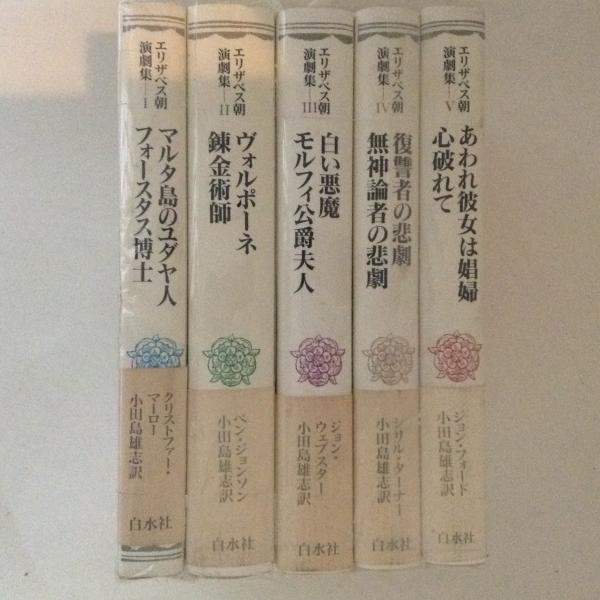 エリザベス朝
演劇集—I
マルタ島のユダヤ人
フォースタス博士
クリストファー・
マーロー
小田島雄志訳
白水社
エリザベス朝
演劇集—II
ヴォルポーネ
錬金術師
ベン・ジョンソン
小田島雄志訳
白水社
エリザベス朝
演劇集—III
白い悪魔
モルフィ公爵夫人
ジョン・
ウェブスター
小田島雄志訳
白水社
エリザベス朝
演劇集—IV
復讐者の悲劇
無神論者の悲劇
シリル・ターナー
小田島雄志訳
白水社
エリザベス朝
演劇集—V
あわれ彼女は娼婦
心破れて
ジョン・フォード
小田島雄志訳
白水社